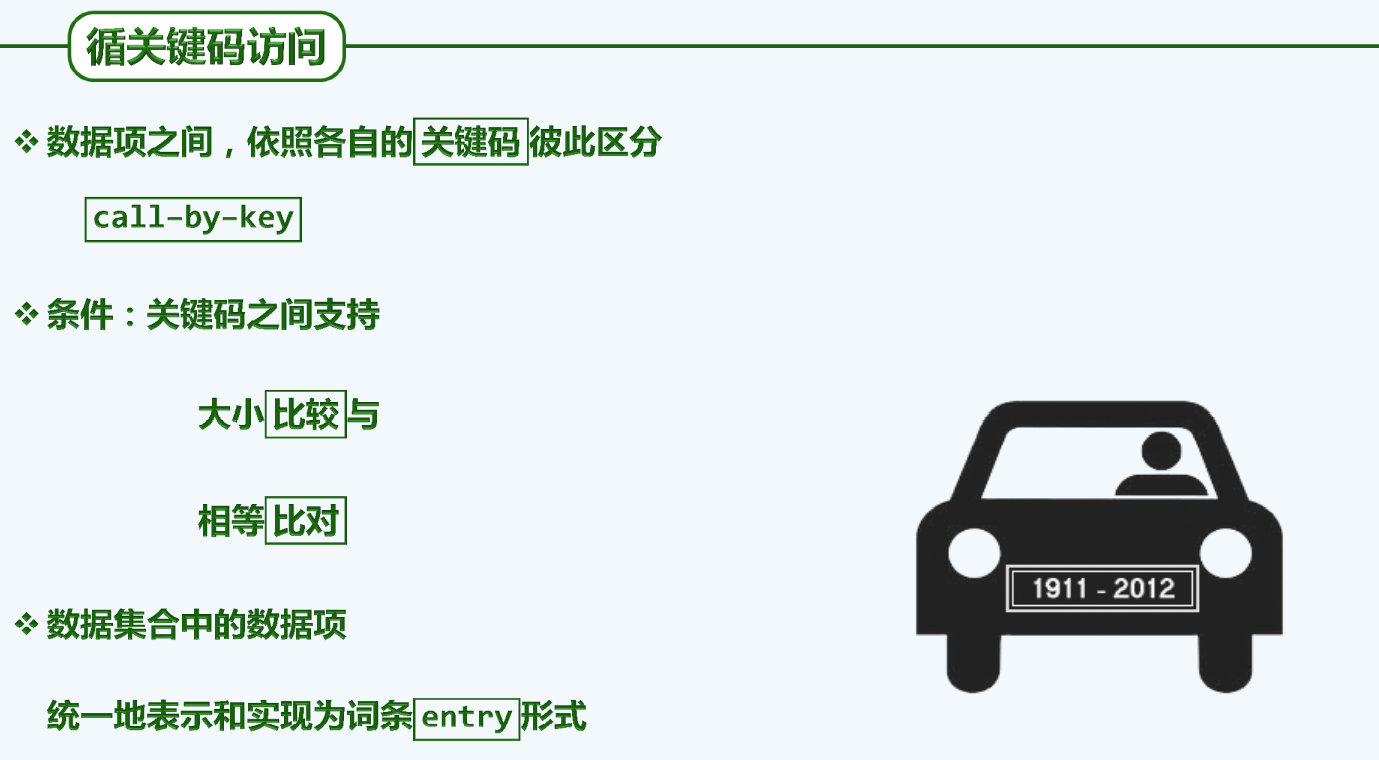 循关键码访问
数据项之间，依照各自的关键码彼此区分
call-by-key
条件：关键码之间支持
大小比较与
相等比对
1911 - 2012
数据集合中的数据项
统一地表示和实现为词条entry形式